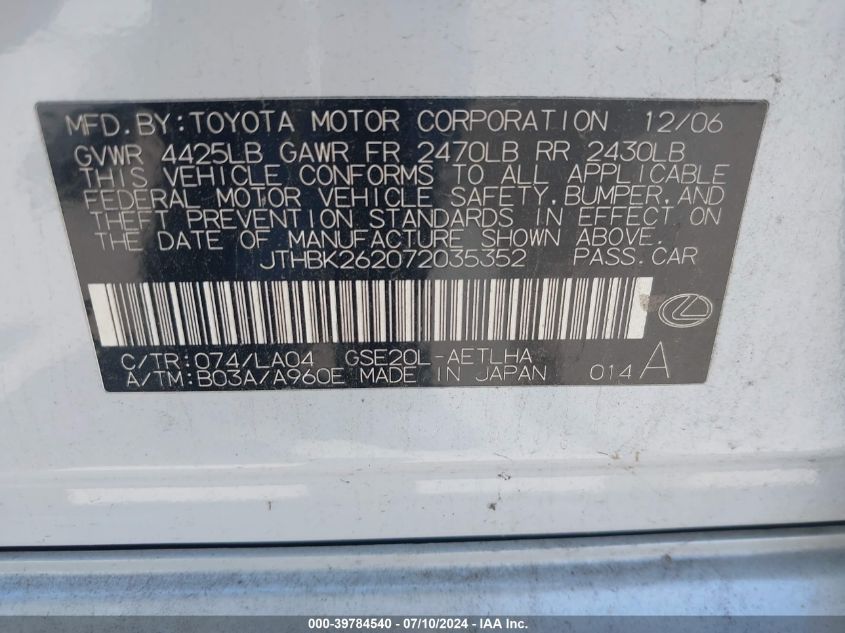 MFD. BY: TOYOTA MOTOR CORPORATION 12/06
GVWR 4425LB GAWR FR 2470LB RR 2430LB
THIS VEHICLE CONFORMS TO ALL APPLICABLE
FEDERAL MOTOR VEHICLE SAFETY, BUMPER, AND
THEFT PREVENTION STANDARDS IN EFFECT ON
THE DATE OF MANUFACTURE SHOWN ABOVE.
JTHBK262072035352 PASS. CAR
C/TR: 074/LA04 GSE20L-AETLHA
A/TM: B03A/A960E MADE IN JAPAN 014 A
000-39784540 - 07/10/2024 - IAA Inc.